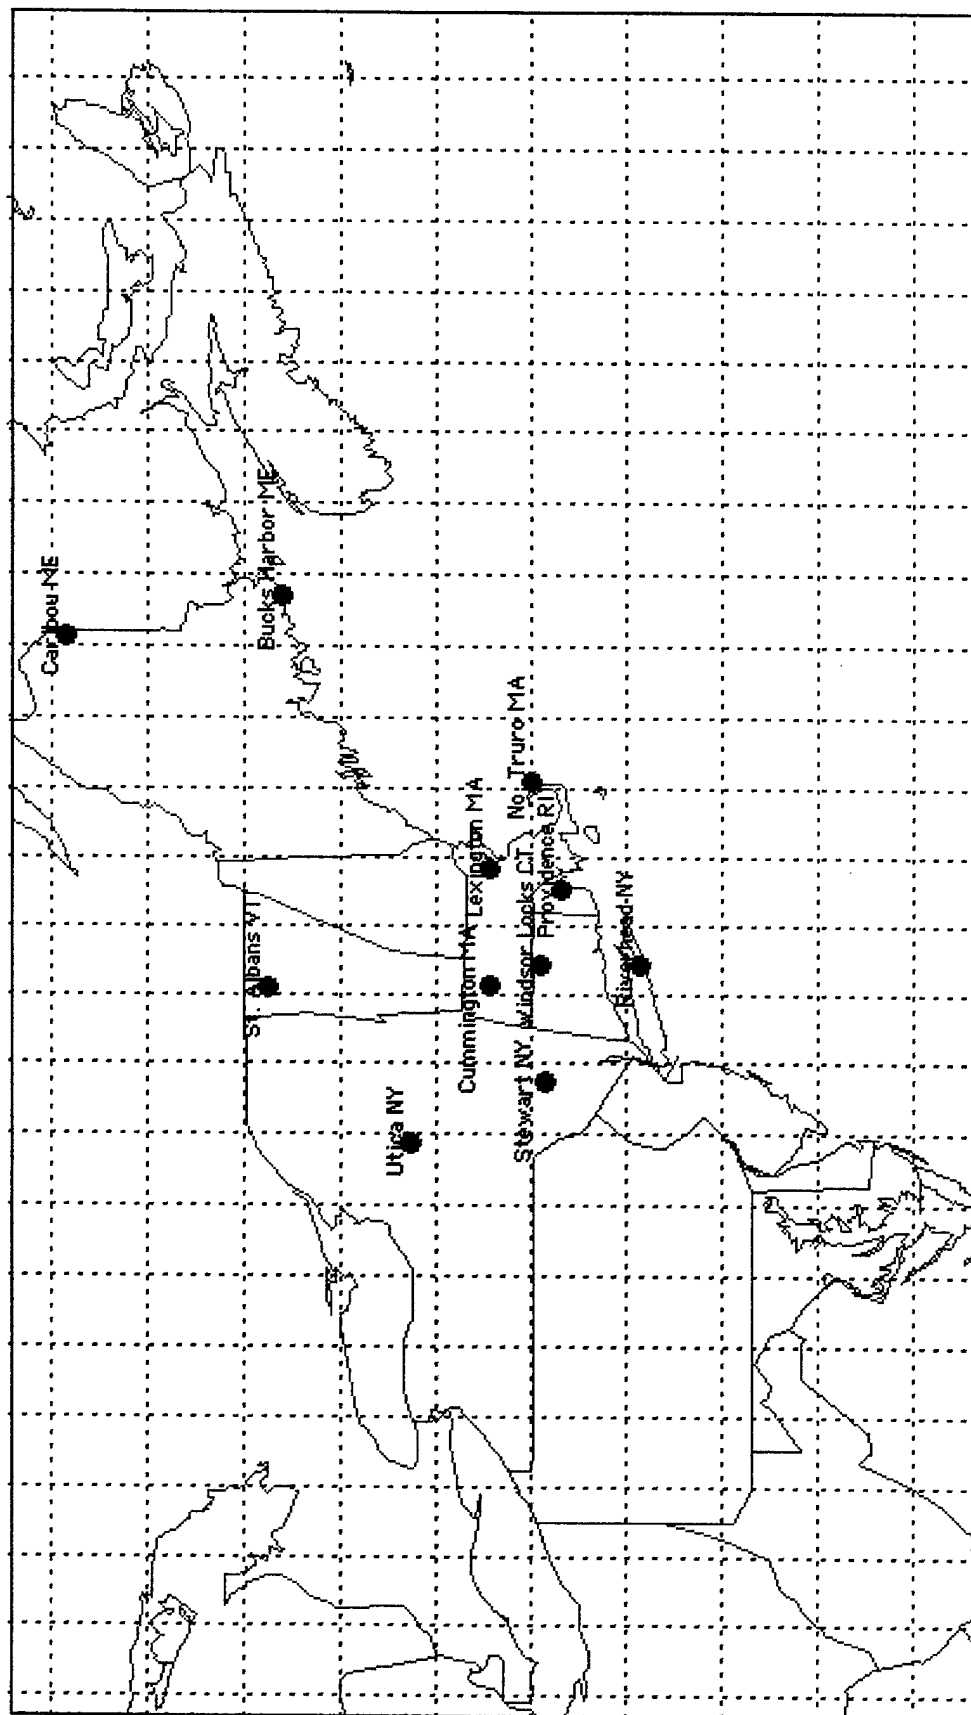 Caribou ME
Bucks Harbor ME
St. Albans VT
Utica NY
Cummington MA
Lexington MA
No. Truro MA
Stewart NY
Windsor Locks CT
Providence RI
Riverhead NY